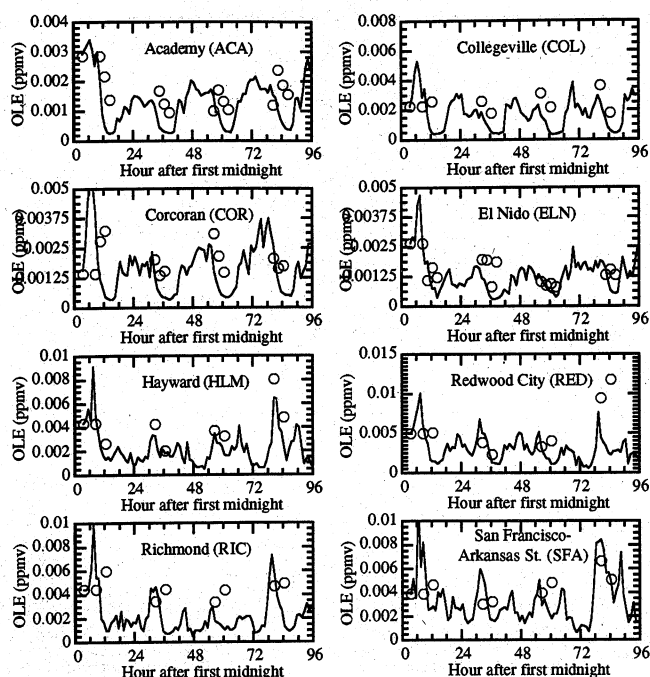 0.004
0.003
0.002
0.001
0
OLE (ppmv)
Academy (ACA)
0 24 48 72 96
Hour after first midnight
0.008
0.006
0.004
0.002
0
OLE (ppmv)
Collegeville (COL)
0 24 48 72 96
Hour after first midnight
0.005
0.00375
0.0025
0.00125
0
OLE (ppmv)
Corcoran (COR)
0 24 48 72 96
Hour after first midnight
0.005
0.00375
0.0025
0.00125
0
OLE (ppmv)
El Nido (ELN)
0 24 48 72 96
Hour after first midnight
0.01
0.008
0.006
0.004
0.002
0
OLE (ppmv)
Hayward (HLM)
0 24 48 72 96
Hour after first midnight
0.015
0.01
0.005
0
OLE (ppmv)
Redwood City (RED)
0 24 48 72 96
Hour after first midnight
0.01
0.008
0.006
0.004
0.002
0
OLE (ppmv)
Richmond (RIC)
0 24 48 72 96
Hour after first midnight
0.01
0.008
0.006
0.004
0.002
0
OLE (ppmv)
San Francisco-
Arkansas St. (SFA)
0 24 48 72 96
Hour after first midnight